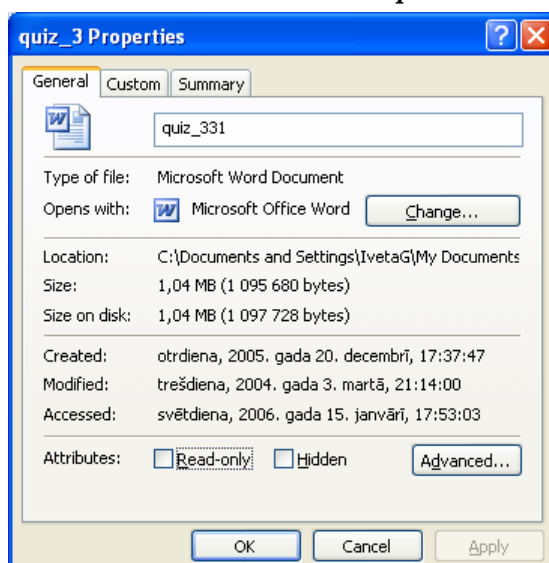 quiz_3 Properties
General Custom Summary
quiz_331
Type of file: Microsoft Word Document
Opens with: Microsoft Office Word Change...
Location: C:\Documents and Settings\IvetaG\My Documents
Size: 1,04 MB (1 095 680 bytes)
Size on disk: 1,04 MB (1 097 728 bytes)
Created: otrdiena, 2005. gada 20. decembrī, 17:37:47
Modified: trešdiena, 2004. gada 3. martā, 21:14:00
Accessed: svētdiena, 2006. gada 15. janvārī, 17:53:03
Attributes: Read-only Hidden Advanced...
OK Cancel Apply